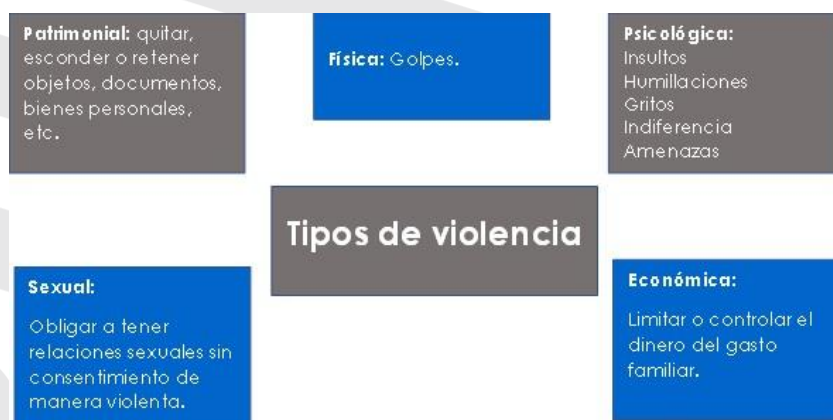 Patrimonial: quitar,
esconder o retener
objetos, documentos,
bienes personales,
etc.
Física: Golpes.
Psicológica:
Insultos
Humillaciones
Gritos
Indiferencia
Amenazas
Tipos de violencia
Sexual:
Obligar a tener
relaciones sexuales sin
consentimiento de
manera violenta.
Económica:
Limitar o controlar el
dinero del gasto
familiar.